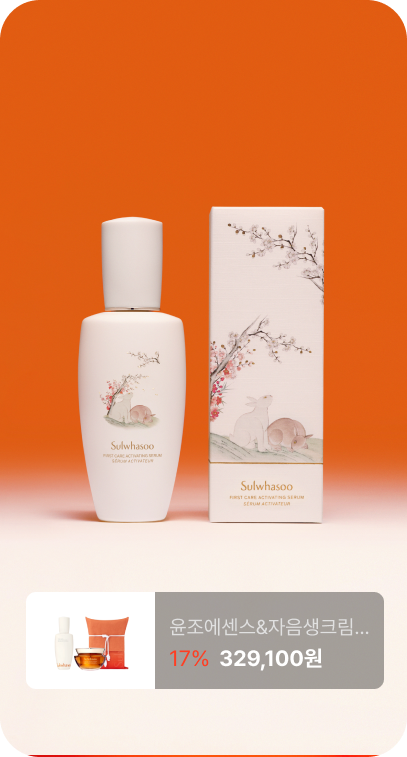 Sulwhasoo
FIRST CARE ACTIVATING SERUM
SÉRUM ACTIVATEUR
Sulwhasoo
FIRST CARE ACTIVATING SERUM
SÉRUM ACTIVATEUR
윤조에센스&자음생크림...
17% 329,100원